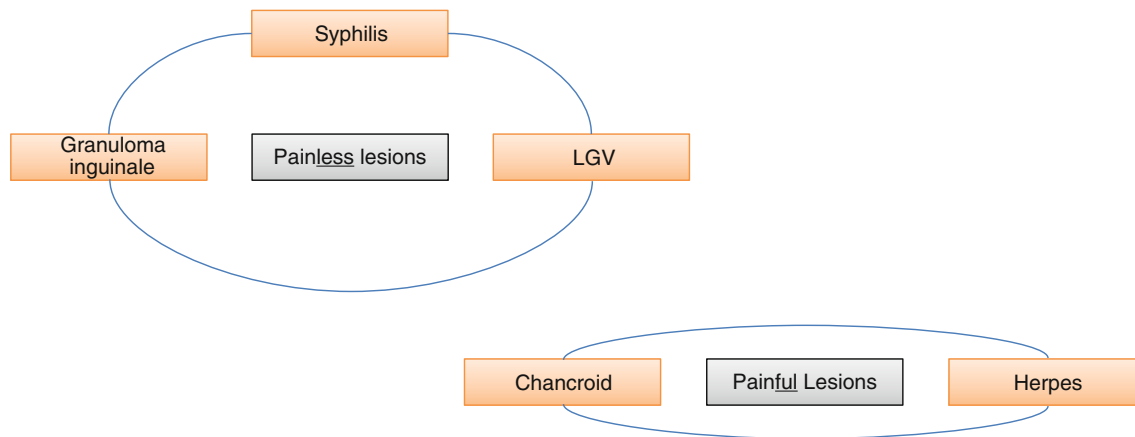 Syphilis
Granuloma
inguinale
Painless lesions
LGV
Chancroid
Painful Lesions
Herpes